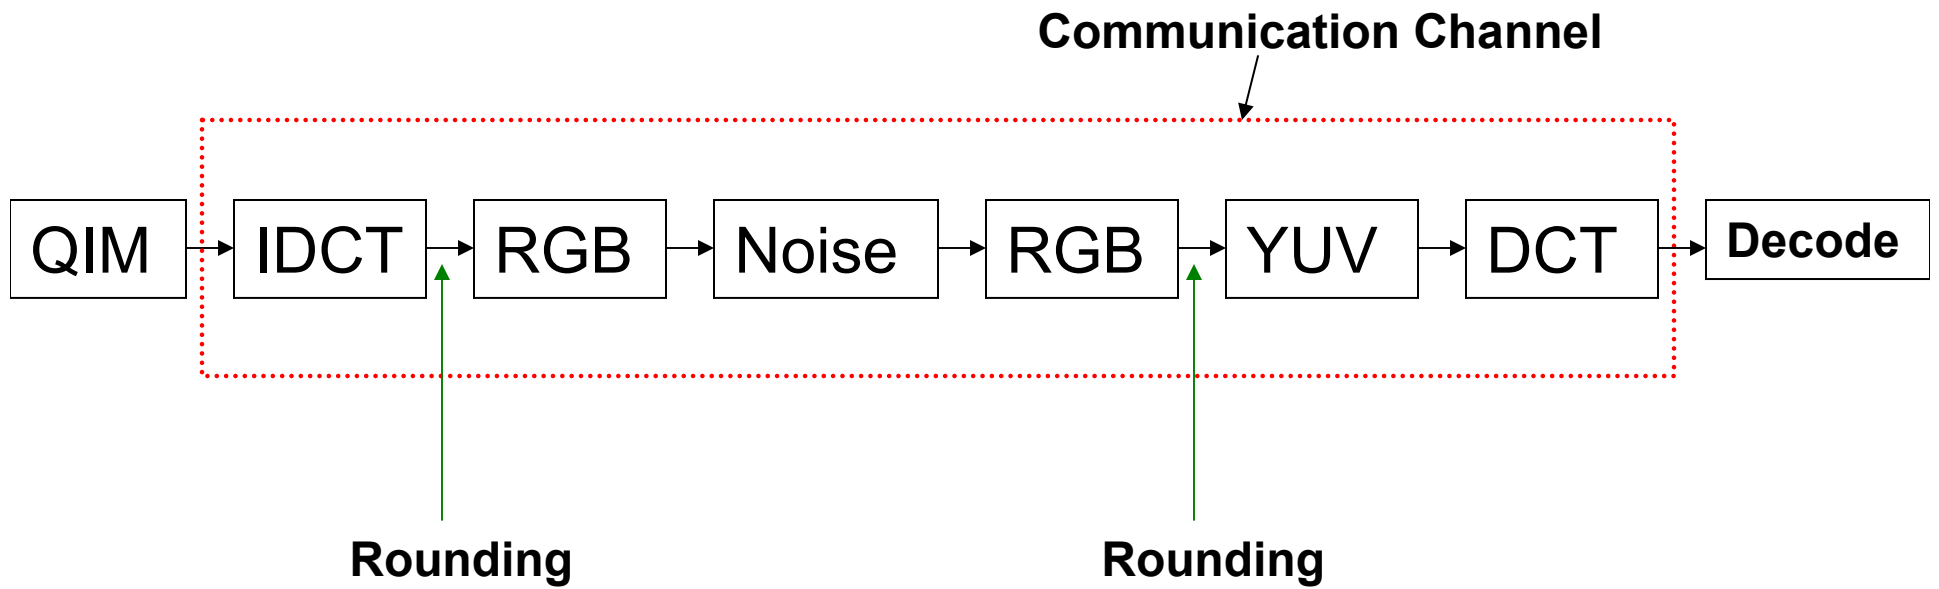 Communication Channel
QIM
IDCT
RGB
Noise
RGB
YUV
DCT
Decode
Rounding
Rounding